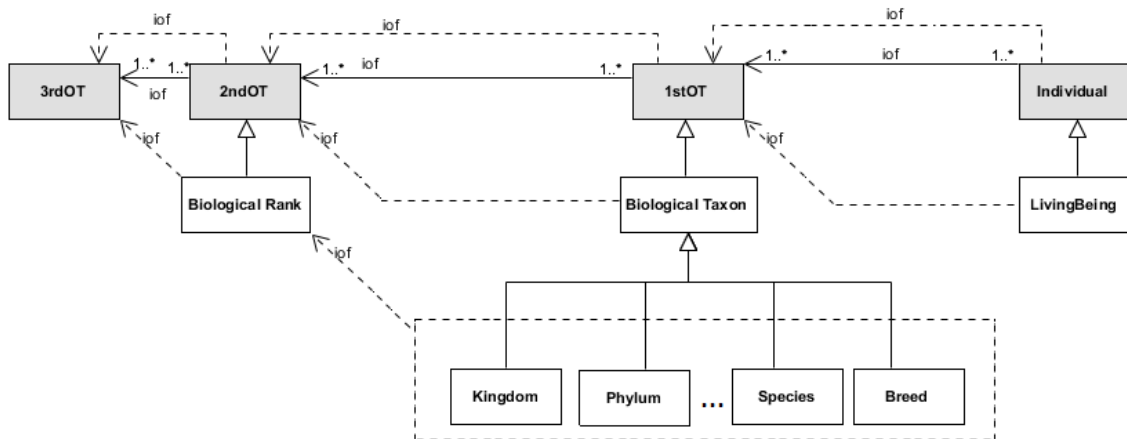 iof
iof
iof
1..*
1..*
iof
1..*
iof
1..*
1..*
iof
1..*
3rdOT
2ndOT
1stOT
Individual
iof
iof
iof
Biological Rank
Biological Taxon
LivingBeing
iof
Kingdom
Phylum
...
Species
Breed